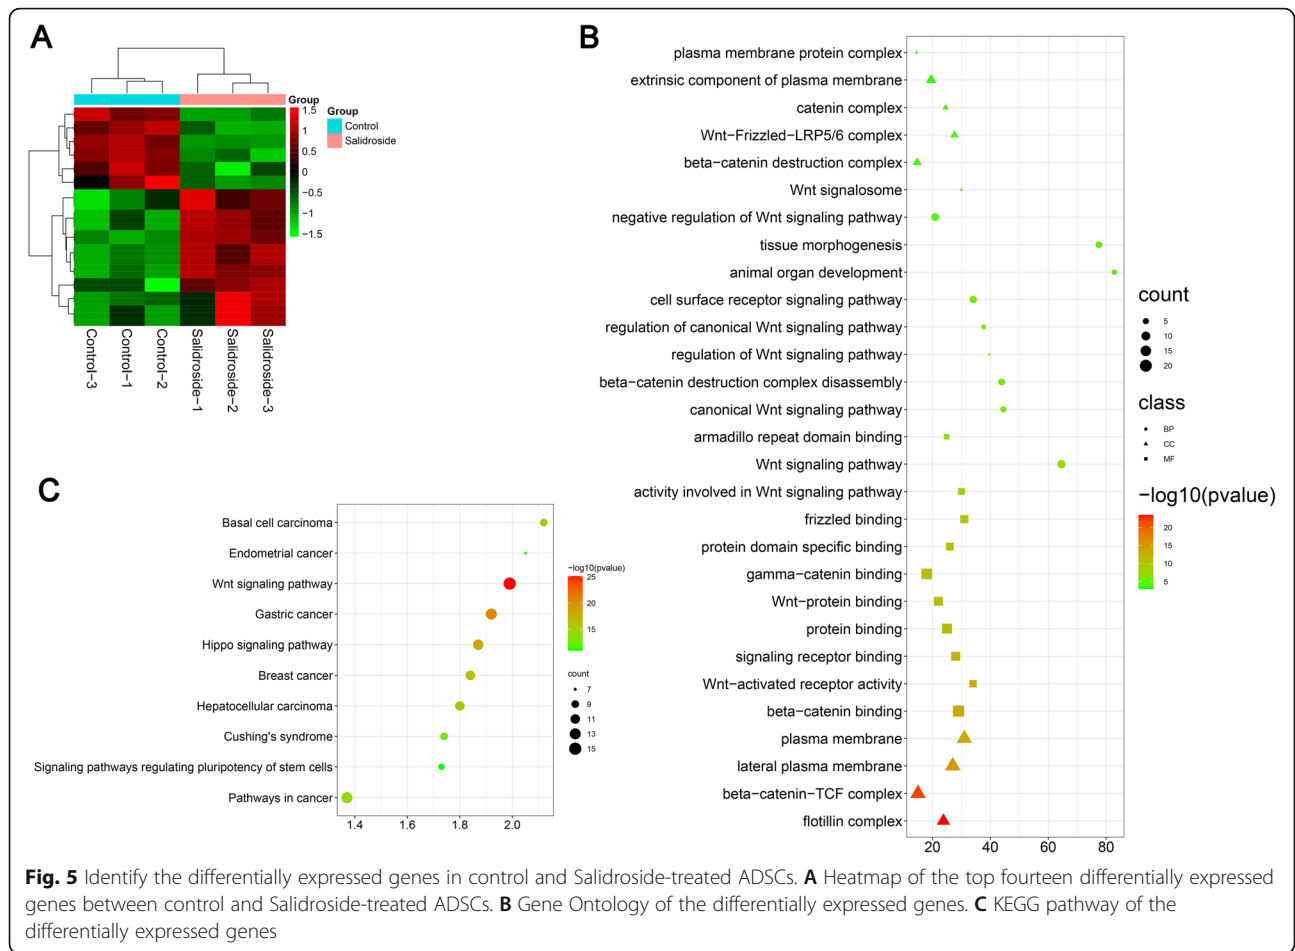 A
Group
1.5
1
0.5
0
−0.5
−1
−1.5
Group
Control
Salidroside
Control-3
Control-1
Control-2
Salidroside-1
Salidroside-2
Salidroside-3
B
plasma membrane protein complex
extrinsic component of plasma membrane
catenin complex
Wnt−Frizzled−LRP5/6 complex
beta−catenin destruction complex
Wnt signalosome
negative regulation of Wnt signaling pathway
tissue morphogenesis
animal organ development
cell surface receptor signaling pathway
regulation of canonical Wnt signaling pathway
regulation of Wnt signaling pathway
beta−catenin destruction complex disassembly
canonical Wnt signaling pathway
armadillo repeat domain binding
Wnt signaling pathway
activity involved in Wnt signaling pathway
frizzled binding
protein domain specific binding
gamma−catenin binding
Wnt−protein binding
protein binding
signaling receptor binding
Wnt−activated receptor activity
beta−catenin binding
plasma membrane
lateral plasma membrane
beta−catenin−TCF complex
flotillin complex
20 40 60 80
count
5
10
15
20
class
BP
CC
MF
−log10(pvalue)
20
15
10
5
C
Basal cell carcinoma
Endometrial cancer
Wnt signaling pathway
Gastric cancer
Hippo signaling pathway
Breast cancer
Hepatocellular carcinoma
Cushing's syndrome
Signaling pathways regulating pluripotency of stem cells
Pathways in cancer
1.4 1.6 1.8 2.0
−log10(pvalue)
25
20
15
count
7
9
11
13
15
Fig. 5 Identify the differentially expressed genes in control and Salidroside-treated ADSCs. A Heatmap of the top fourteen differentially expressed
genes between control and Salidroside-treated ADSCs. B Gene Ontology of the differentially expressed genes. C KEGG pathway of the
differentially expressed genes